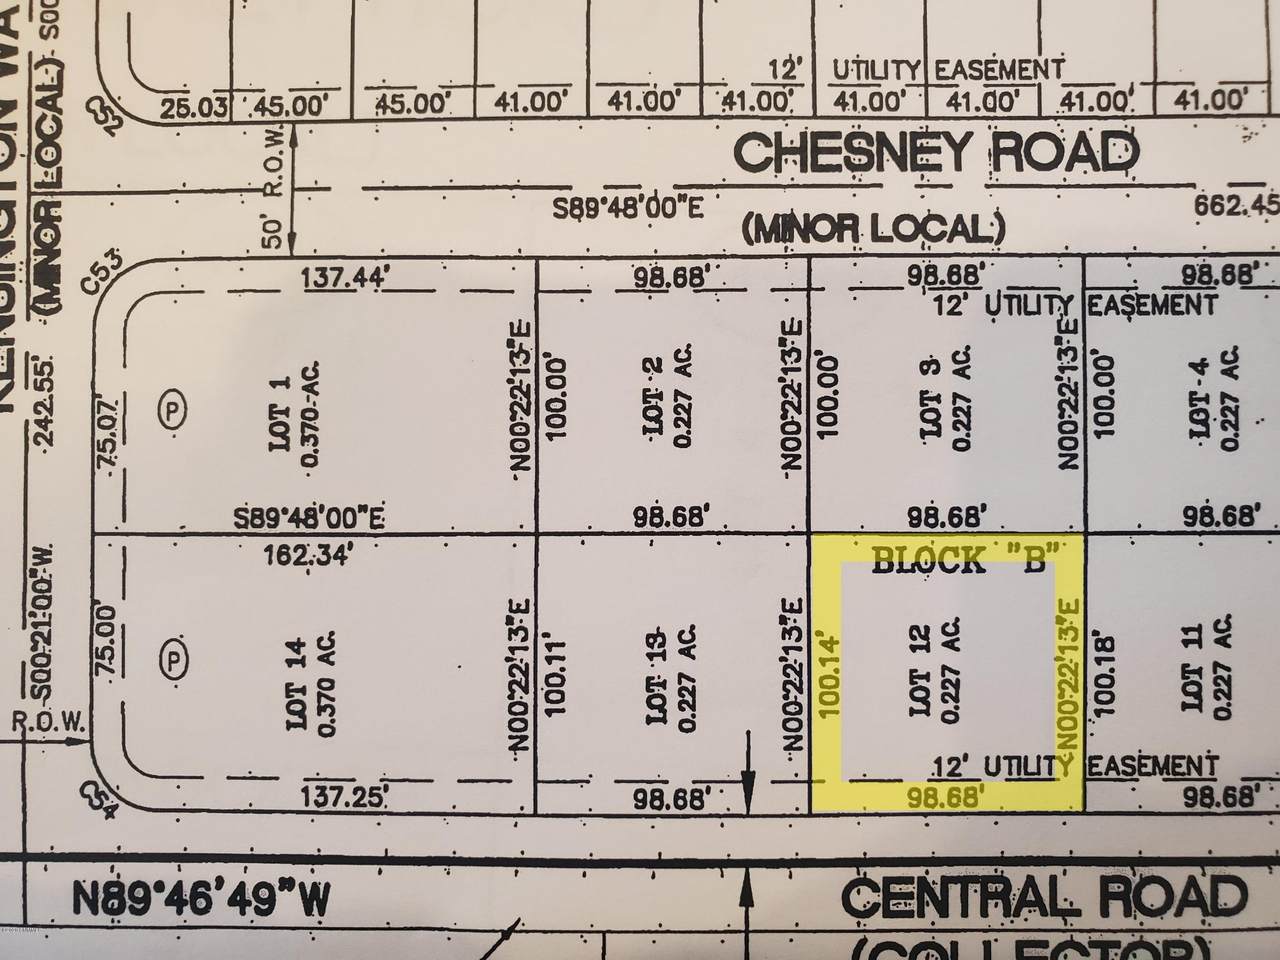 12' UTILITY EASEMENT
25.03 45.00' 45.00' 41.00' 41.00' 41.00' 41.00' 41.00' 41.00' 41.00'
C52
CHESNEY ROAD
50' R.O.W.
S89°48'00"E
662.45
(MINOR LOCAL)
(MINOR LOCAL)
S00
C53
137.44' 98.68' 98.68' 98.68'
12' UTILITY EASEMENT
242.55'
75.07'
P
LOT 1
0.370 AC.
N00°22'13"E
100.00'
LOT 2
0.227 AC.
N00°22'13"E
100.00'
LOT 3
0.227 AC.
N00°22'13"E
100.00'
LOT 4
0.227 AC.
S89°48'00"E 98.68' 98.68' 98.68'
162.34'
BLOCK "B"
S00°21'00"W
75.00'
P
LOT 14
0.370 AC.
N00°22'13"E
100.11'
LOT 13
0.227 AC.
N00°22'13"E
100.14'
LOT 12
0.227 AC.
N00°22'13"E
100.18'
LOT 11
0.227 AC.
R.O.W.
12' UTILITY EASEMENT
C54
137.25' 98.68' 98.68' 98.68'
N89°46'49"W
CENTRAL ROAD
(COLLECTOR)